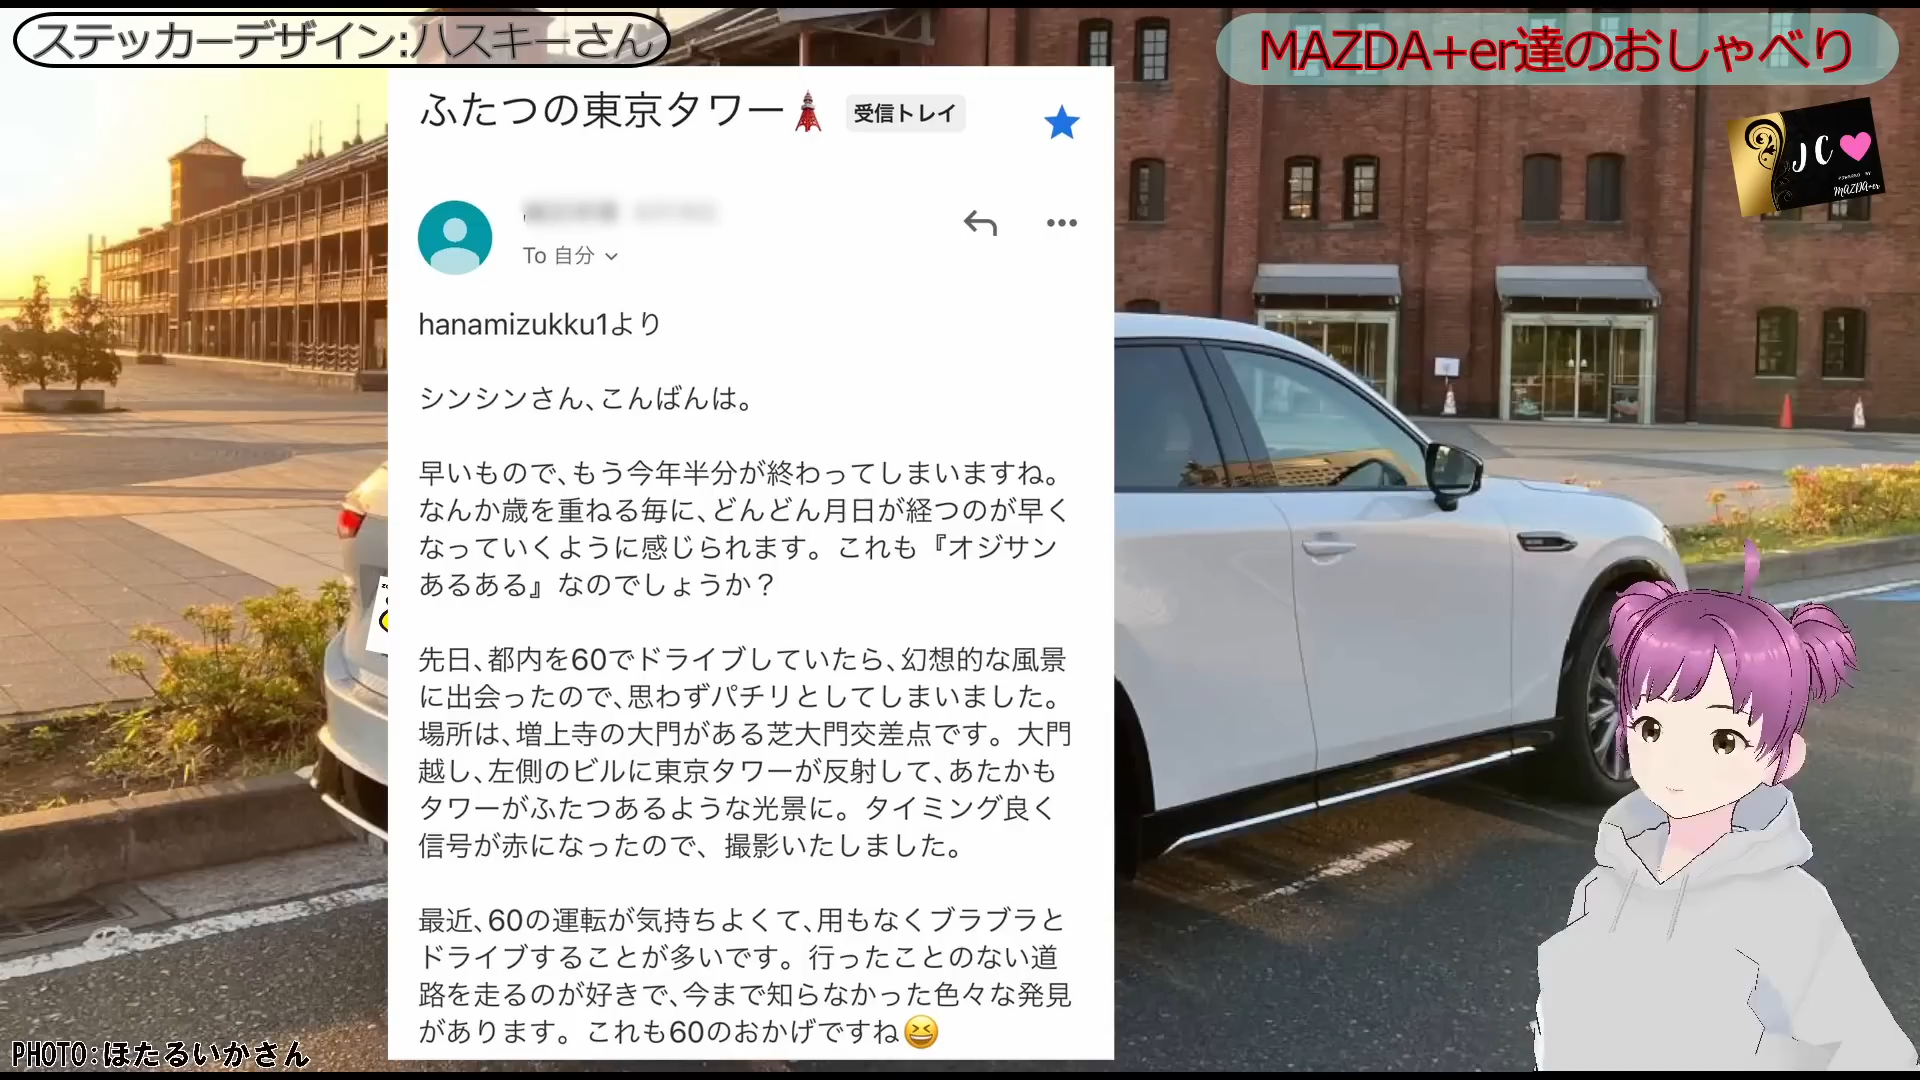 ステッカーデザイン:ハスキーさん
MAZDA+er達のおしゃべり
JC
MAZDA+er
ふたつの東京タワー🗼 受信トレイ
To 自分
hanamizukku1より
シンシンさん、こんばんは。
早いもので、もう今年半分が終わってしまいますね。
なんか歳を重ねる毎に、どんどん月日が経つのが早く
なっていくように感じられます。これも『オジサン
あるある』なのでしょうか？
先日、都内を60でドライブしていたら、幻想的な風景
に出会ったので、思わずパチリとしてしまいました。
場所は、増上寺の大門がある芝大門交差点です。大門
越し、左側のビルに東京タワーが反射して、あたかも
タワーがふたつあるような光景に。タイミング良く
信号が赤になったので、撮影いたしました。
最近、60の運転が気持ちよくて、用もなくブラブラと
ドライブすることが多いです。行ったことのない道
路を走るのが好きで、今まで知らなかった色々な発見
があります。これも60のおかげですね😆
PHOTO:ほたるいかさん